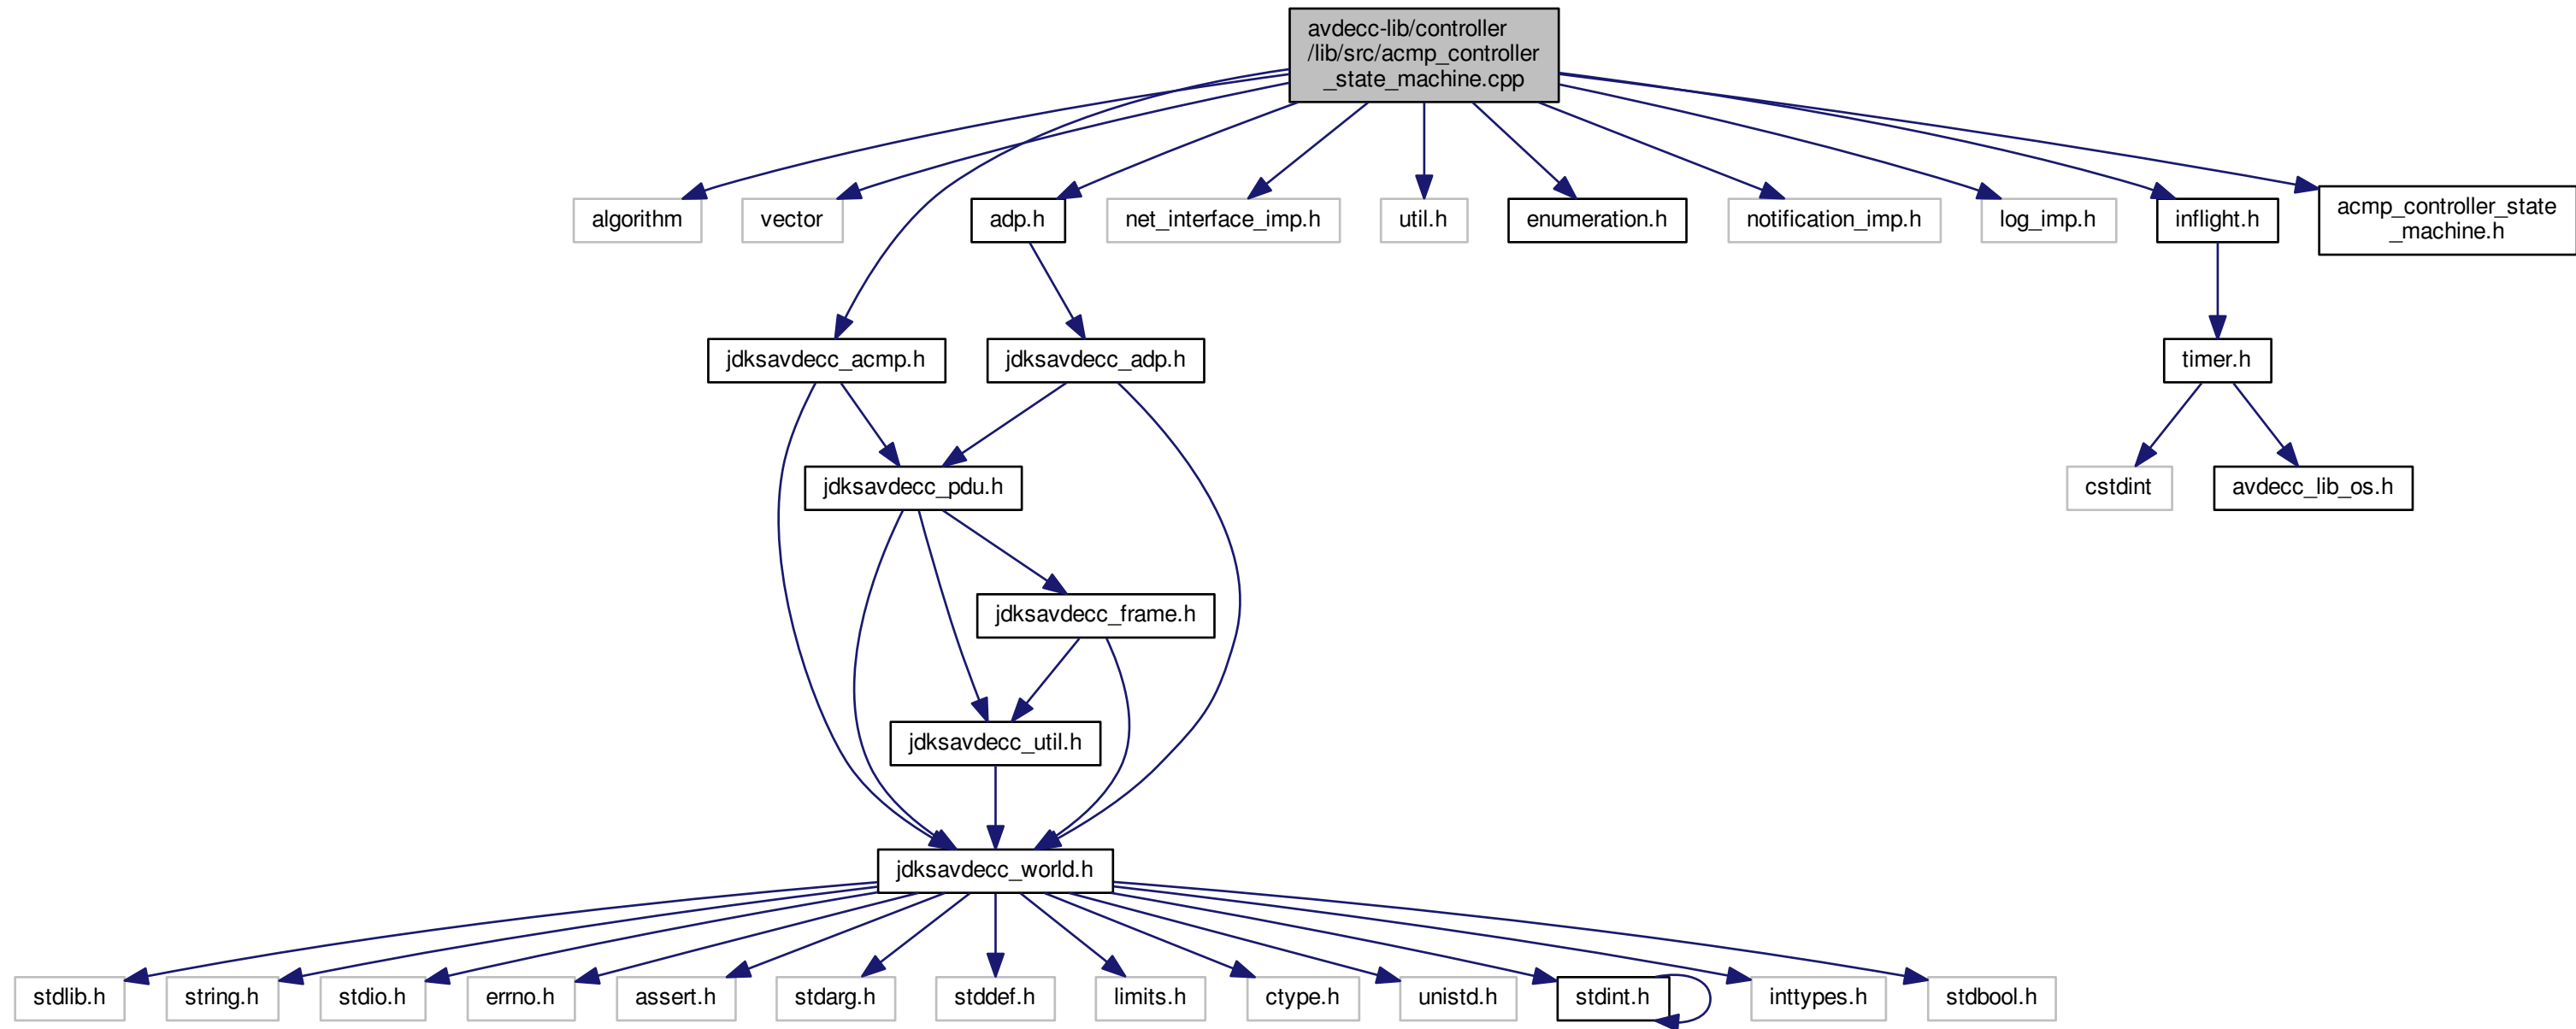 avdecc-lib/controller
/lib/src/acmp_controller
_state_machine.cpp
algorithm
vector
adp.h
net_interface_imp.h
util.h
enumeration.h
notification_imp.h
log_imp.h
inflight.h
acmp_controller_state
_machine.h
jdksavdecc_acmp.h
jdksavdecc_adp.h
timer.h
jdksavdecc_pdu.h
cstdint
avdecc_lib_os.h
jdksavdecc_frame.h
jdksavdecc_util.h
jdksavdecc_world.h
stdlib.h
string.h
stdio.h
errno.h
assert.h
stdarg.h
stddef.h
limits.h
ctype.h
unistd.h
stdint.h
inttypes.h
stdbool.h